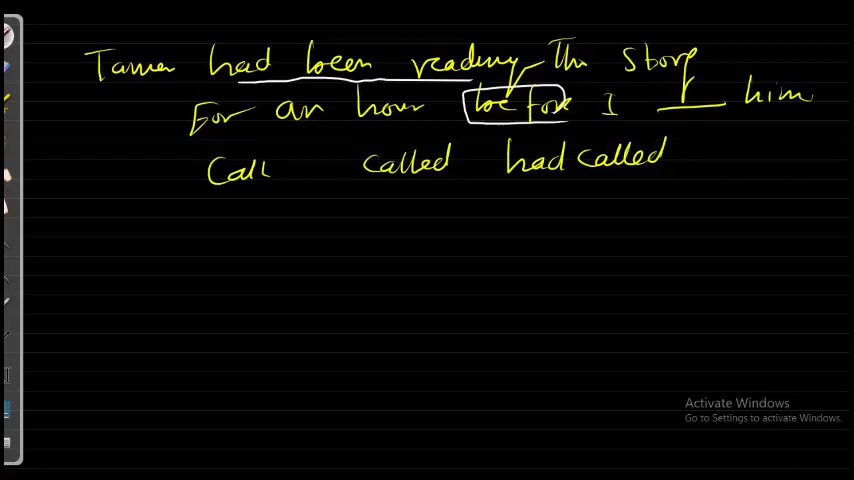 Tamer had been reading The story
For an hour before I ____ him
Call called had called
Activate Windows
Go to Settings to activate Windows.